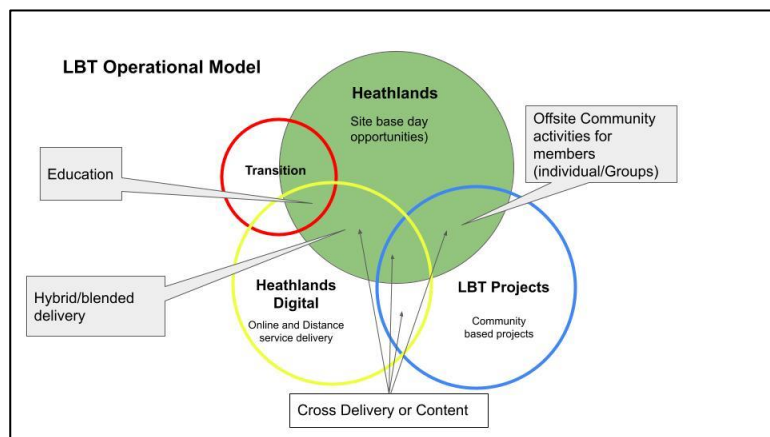 LBT Operational Model
Heathlands
Site base day
opportunities)
Offsite Community
activities for
members
(individual/Groups)
Transition
Education
Hybrid/blended
delivery
Heathlands
Digital
Online and Distance
service delivery
LBT Projects
Community
based projects
Cross Delivery or Content